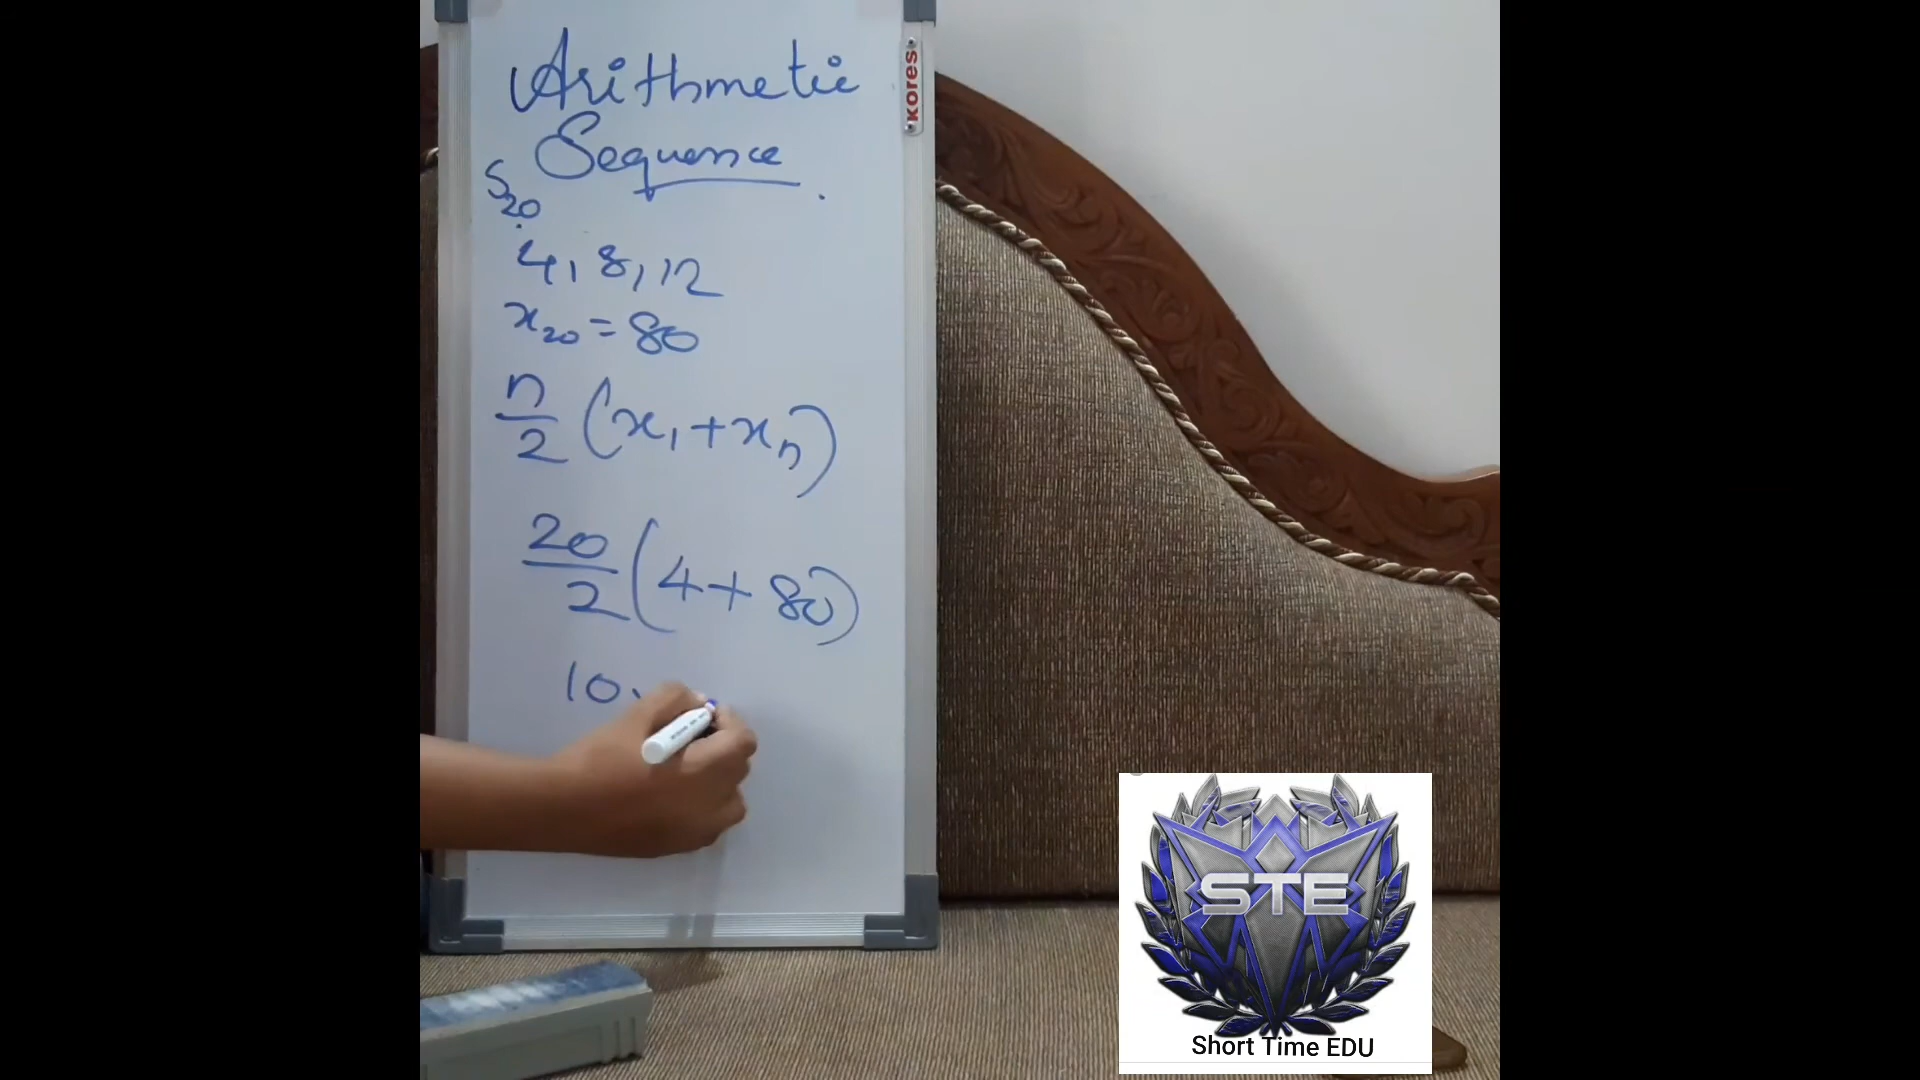 Arithmetic
Sequence
S20
4, 8, 12
x20 = 80
n/2 (x1 + xn)
20/2 (4 + 80)
10
kores
STE
Short Time EDU